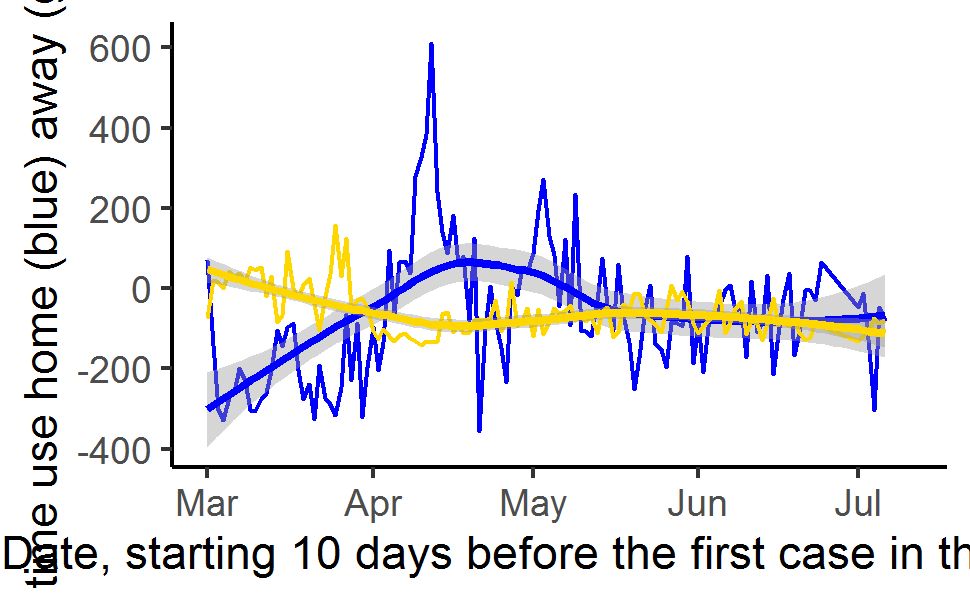 time use home (blue) away (
600
400
200
0
-200
-400
Mar Apr May Jun Jul
Date, starting 10 days before the first case in th